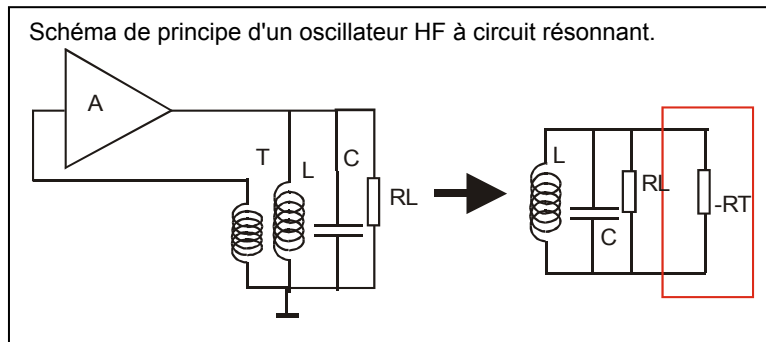 Schéma de principe d'un oscillateur HF à circuit résonnant.
A
T
L
C
RL
L
C
RL
-RT